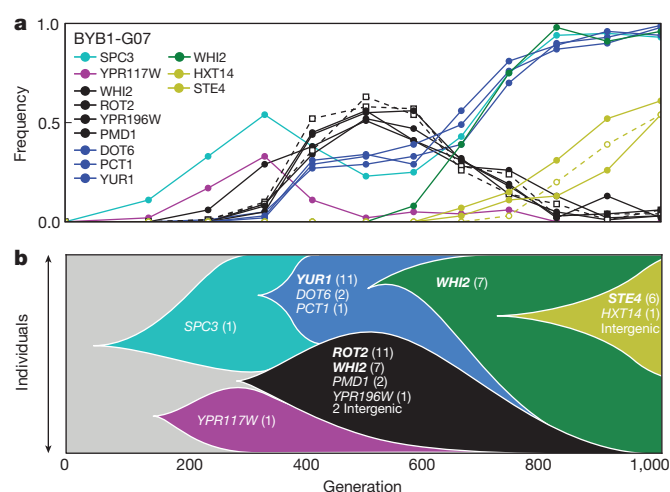 a
1.0
0.5
0.0
Frequency
BYB1-G07
SPC3
YPR117W
WHI2
ROT2
YPR196W
PMD1
DOT6
PCT1
YUR1
WHI2
HXT14
STE4
b
Individuals
SPC3 (1)
YPR117W (1)
YUR1 (11)
DOT6 (2)
PCT1 (1)
ROT2 (11)
WHI2 (7)
PMD1 (2)
YPR196W (1)
2 Intergenic
WHI2 (7)
STE4 (6)
HXT14 (1)
Intergenic
0 200 400 600 800 1,000
Generation